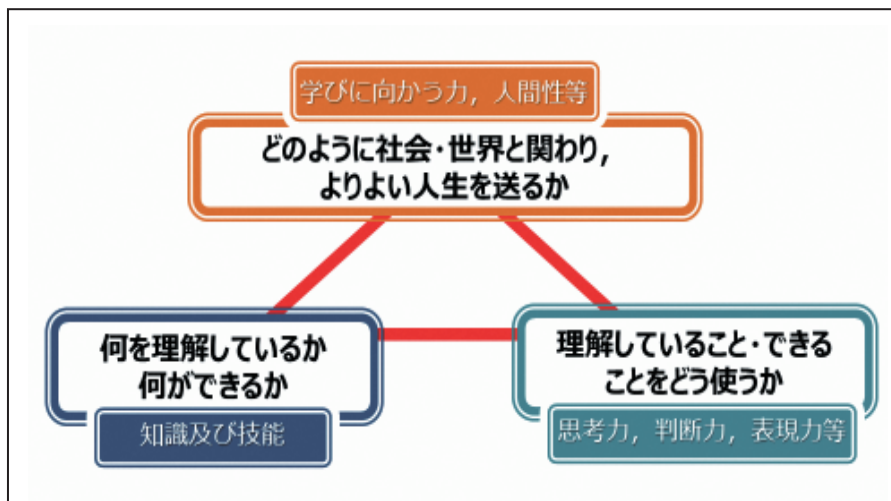 学びに向かう力，人間性等
どのように社会・世界と関わり，
よりよい人生を送るか
何を理解しているか
何ができるか
知識及び技能
理解していること・できる
ことをどう使うか
思考力，判断力，表現力等